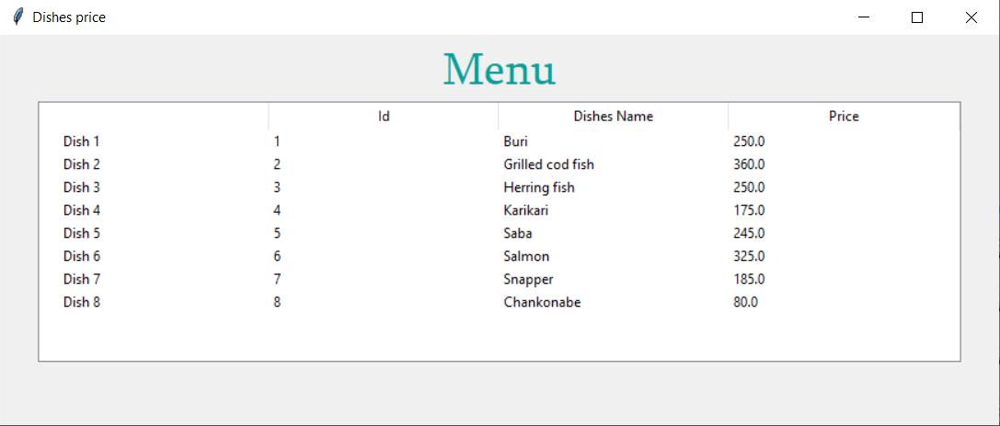 Dishes price
Menu
Id Dishes Name Price
Dish 1 1 Buri 250.0
Dish 2 2 Grilled cod fish 360.0
Dish 3 3 Herring fish 250.0
Dish 4 4 Karikari 175.0
Dish 5 5 Saba 245.0
Dish 6 6 Salmon 325.0
Dish 7 7 Snapper 185.0
Dish 8 8 Chankonabe 80.0